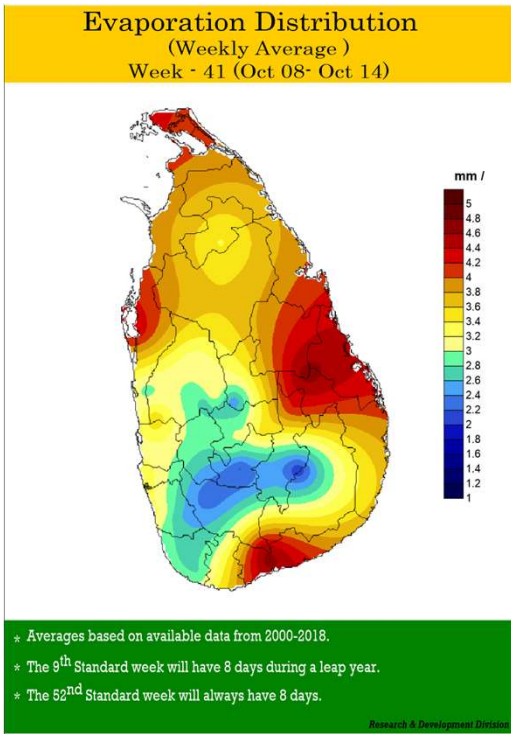 Evaporation Distribution
(Weekly Average )
Week - 41 (Oct 08- Oct 14)
mm /
5
4.8
4.6
4.4
4.2
4
3.8
3.6
3.4
3.2
3
2.8
2.6
2.4
2.2
2
1.8
1.6
1.4
1.2
1
* Averages based on available data from 2000-2018.
* The 9th Standard week will have 8 days during a leap year.
* The 52nd Standard week will always have 8 days.
Research & Development Division